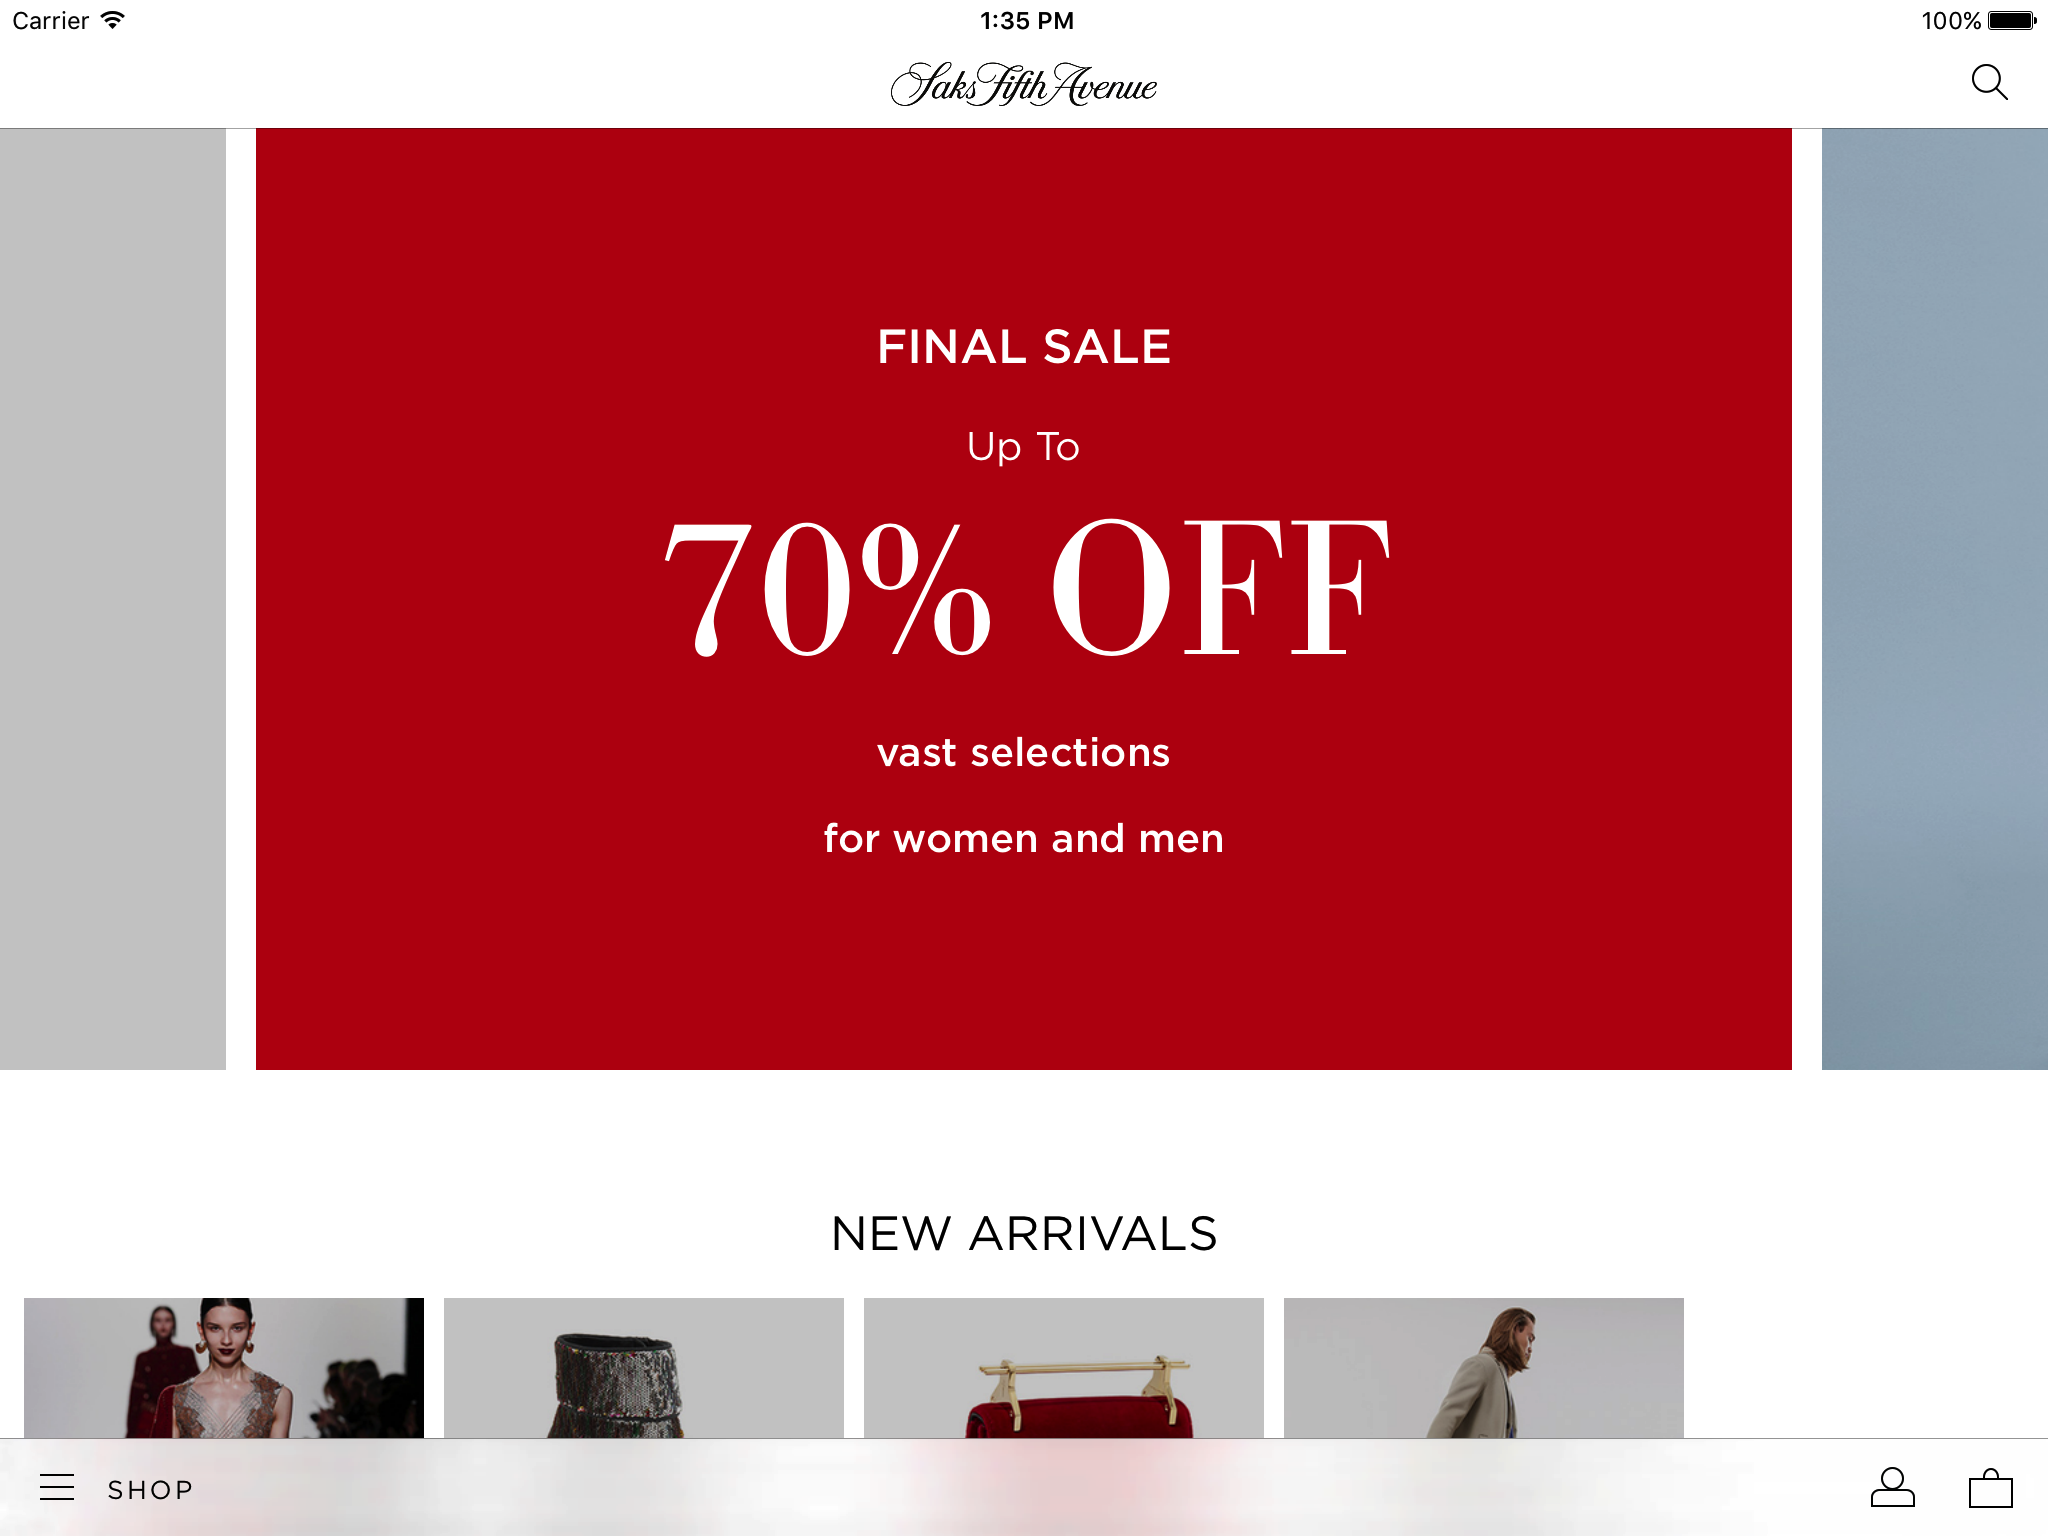 Carrier 1:35 PM 100%
Saks Fifth Avenue
FINAL SALE
Up To
70% OFF
vast selections
for women and men
NEW ARRIVALS
SHOP